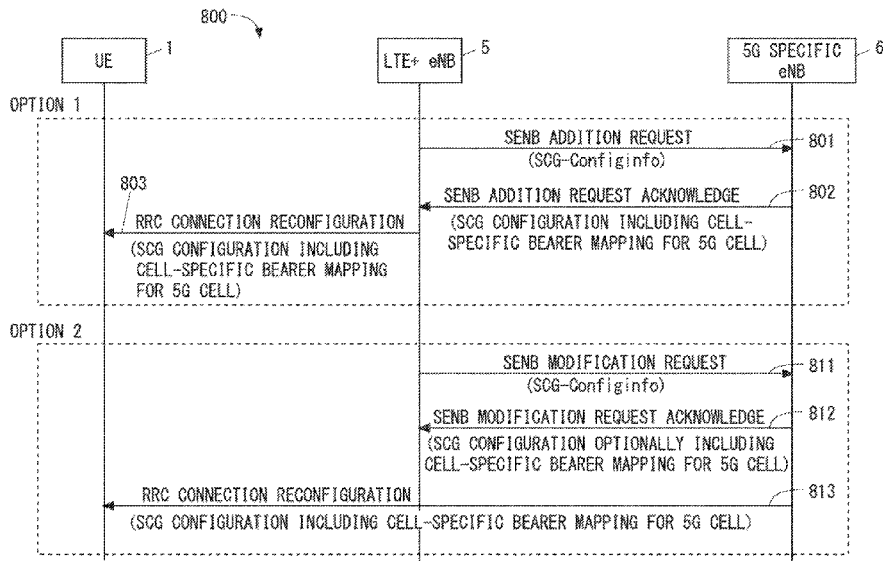 800
UE
1
LTE+ eNB
5
5G SPECIFIC
eNB
6
OPTION 1
SENB ADDITION REQUEST
(SCG-Configinfo)
801
SENB ADDITION REQUEST ACKNOWLEDGE
(SCG CONFIGURATION INCLUDING CELL-
SPECIFIC BEARER MAPPING FOR 5G CELL)
802
803
RRC CONNECTION RECONFIGURATION
(SCG CONFIGURATION INCLUDING
CELL-SPECIFIC BEARER MAPPING
FOR 5G CELL)
OPTION 2
SENB MODIFICATION REQUEST
(SCG-Configinfo)
811
SENB MODIFICATION REQUEST ACKNOWLEDGE
(SCG CONFIGURATION OPTIONALLY INCLUDING
CELL-SPECIFIC BEARER MAPPING FOR 5G CELL)
812
RRC CONNECTION RECONFIGURATION
(SCG CONFIGURATION INCLUDING CELL-SPECIFIC BEARER MAPPING FOR 5G CELL)
813